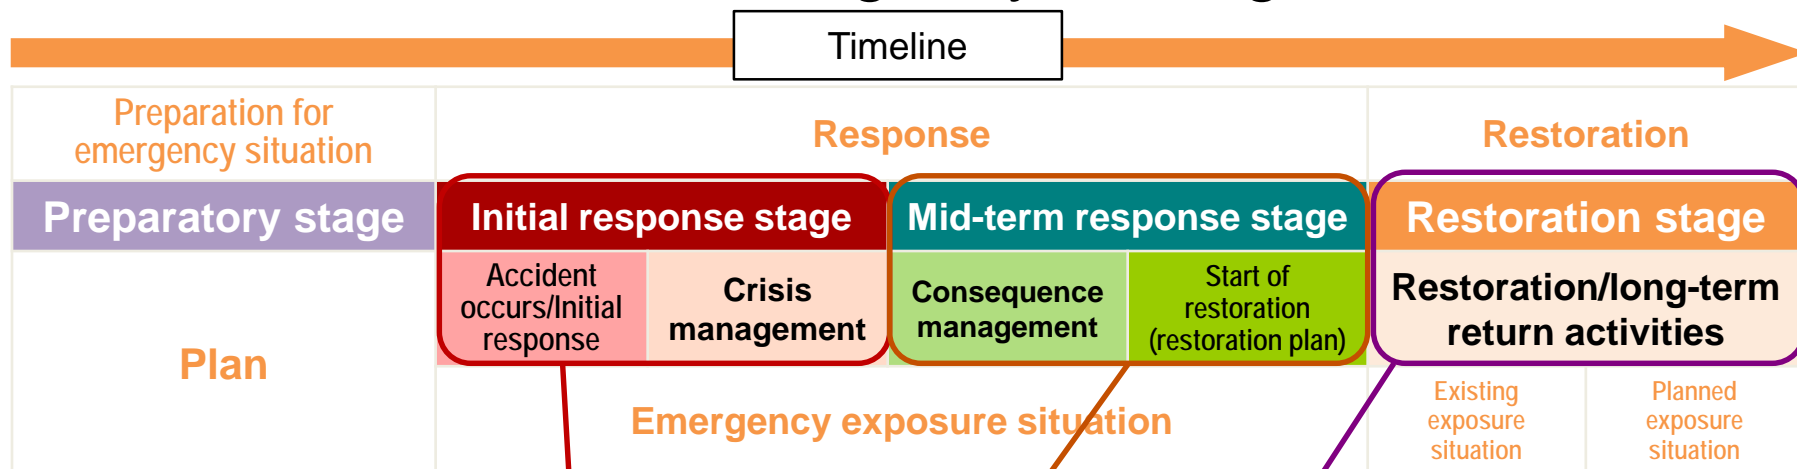 Timeline
Preparation for
emergency situation
Response
Restoration
Preparatory stage
Initial response stage
Mid-term response stage
Restoration stage
Plan
Accident
occurs/Initial
response
Crisis
management
Consequence
management
Start of
restoration
(restoration plan)
Restoration/long-term
return activities
Emergency exposure situation
Existing
exposure
situation
Planned
exposure
situation